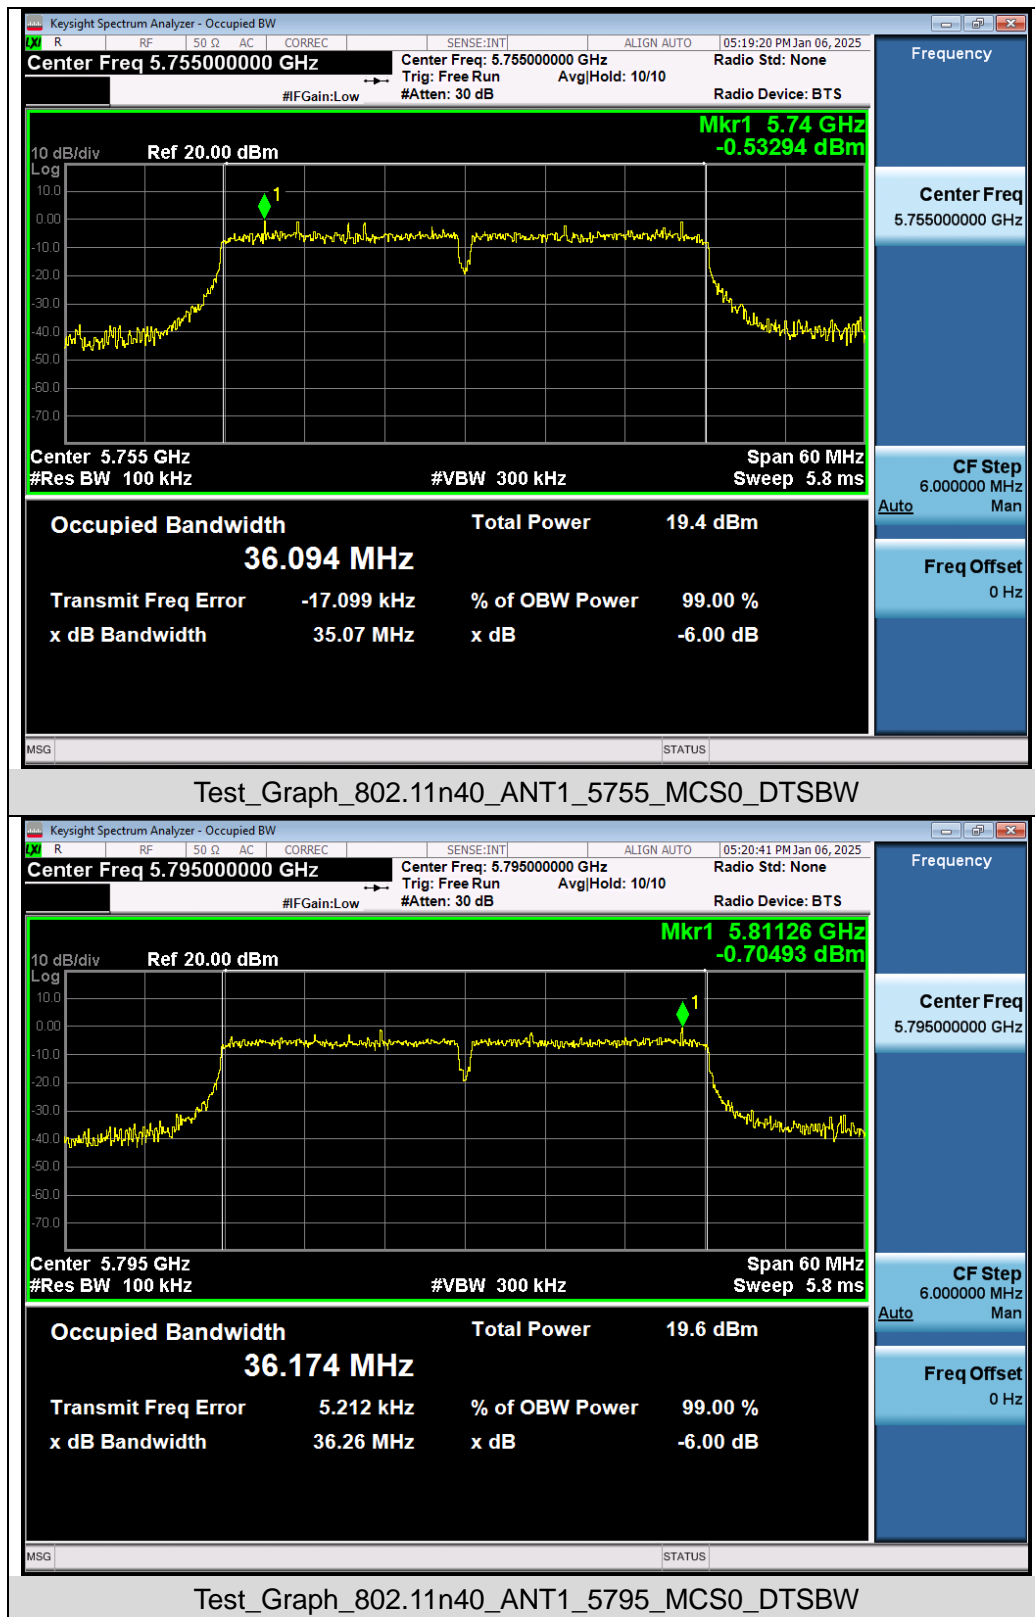 Keysight Spectrum Analyzer - Occupied BW
LXI R RF 50 Ω AC CORREC SENSE:INT ALIGN AUTO 05:19:20 PM Jan 06, 2025
Center Freq 5.755000000 GHz
Center Freq: 5.755000000 GHz Radio Std: None
Trig: Free Run Avg|Hold: 10/10
#IFGain:Low #Atten: 30 dB Radio Device: BTS
Frequency
Mkr1 5.74 GHz
-0.53294 dBm
10 dB/div Ref 20.00 dBm
Log
10.0
0.00
-10.0
-20.0
-30.0
-40.0
-50.0
-60.0
-70.0
1
Center 5.755 GHz Span 60 MHz
#Res BW 100 kHz #VBW 300 kHz Sweep 5.8 ms
Center Freq
5.755000000 GHz
CF Step
6.000000 MHz
Auto Man
Freq Offset
0 Hz
Occupied Bandwidth Total Power 19.4 dBm
36.094 MHz
Transmit Freq Error -17.099 kHz % of OBW Power 99.00 %
x dB Bandwidth 35.07 MHz x dB -6.00 dB
MSG STATUS
Test_Graph_802.11n40_ANT1_5755_MCS0_DTSBW
Keysight Spectrum Analyzer - Occupied BW
LXI R RF 50 Ω AC CORREC SENSE:INT ALIGN AUTO 05:20:41 PM Jan 06, 2025
Center Freq 5.795000000 GHz
Center Freq: 5.795000000 GHz Radio Std: None
Trig: Free Run Avg|Hold: 10/10
#IFGain:Low #Atten: 30 dB Radio Device: BTS
Frequency
Mkr1 5.81126 GHz
-0.70493 dBm
10 dB/div Ref 20.00 dBm
Log
10.0
0.00
-10.0
-20.0
-30.0
-40.0
-50.0
-60.0
-70.0
1
Center 5.795 GHz Span 60 MHz
#Res BW 100 kHz #VBW 300 kHz Sweep 5.8 ms
Center Freq
5.795000000 GHz
CF Step
6.000000 MHz
Auto Man
Freq Offset
0 Hz
Occupied Bandwidth Total Power 19.6 dBm
36.174 MHz
Transmit Freq Error 5.212 kHz % of OBW Power 99.00 %
x dB Bandwidth 36.26 MHz x dB -6.00 dB
MSG STATUS
Test_Graph_802.11n40_ANT1_5795_MCS0_DTSBW